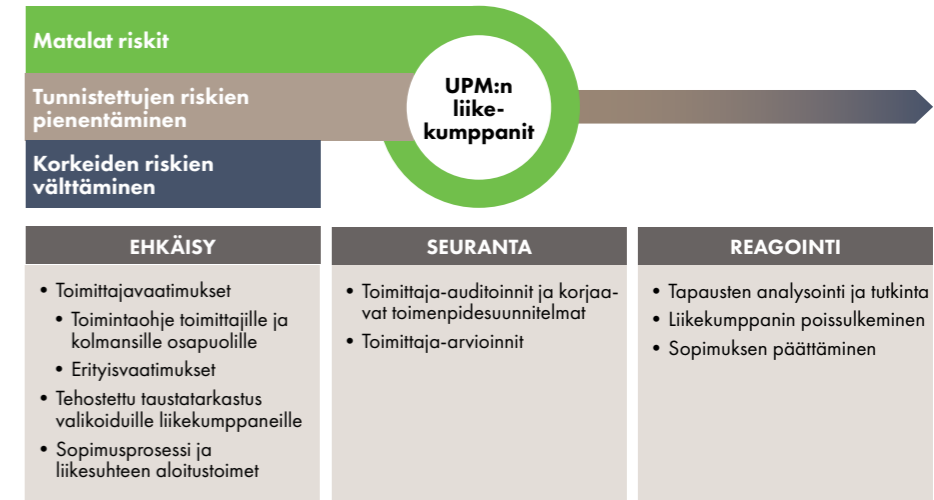 Matalat riskit
Tunnistettujen riskien
pienentäminen
Korkeiden riskien
välttäminen
UPM:n
liike-
kumppanit
EHKÄISY
• Toimittajavaatimukset
• Toimintaohje toimittajille ja
kolmansille osapuolille
• Erityisvaatimukset
• Tehostettu taustatarkastus
valikoiduille liikekumppaneille
• Sopimusprosessi ja
liikesuhteen aloitustoimet
SEURANTA
• Toimittaja-auditoinnit ja korjaa-
vat toimenpidesuunnitelmat
• Toimittaja-arvioinnit
REAGOINTI
• Tapausten analysointi ja tutkinta
• Liikekumppanin poissulkeminen
• Sopimuksen päättäminen